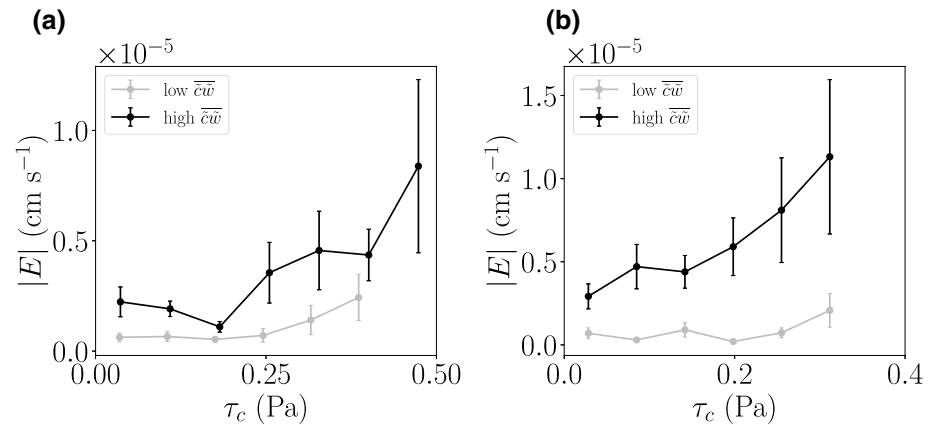 (a)
×10⁻⁵
low c̃w̃
high c̃w̃
1.0
0.5
0.0
|E| (cm s⁻¹)
0.00 0.25 0.50
τc (Pa)
(b)
×10⁻⁵
low c̃w̃
high c̃w̃
1.5
1.0
0.5
0.0
|E| (cm s⁻¹)
0.0 0.2 0.4
τc (Pa)